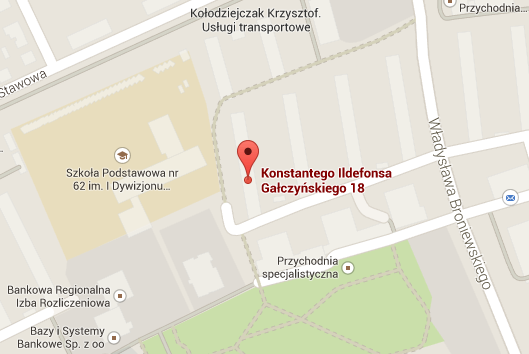 Kołodziejczak Krzysztof.
Usługi transportowe
Przychodnia
Stawowa
Szkoła Podstawowa nr
62 im. I Dywizjonu...
Konstantego Ildefonsa
Gałczyńskiego 18
Władysława Broniewskiego
Przychodnia
specjalistyczna
Bankowa Regionalna
Izba Rozliczeniowa
Bazy i Systemy
Bankowe Sp. z oo